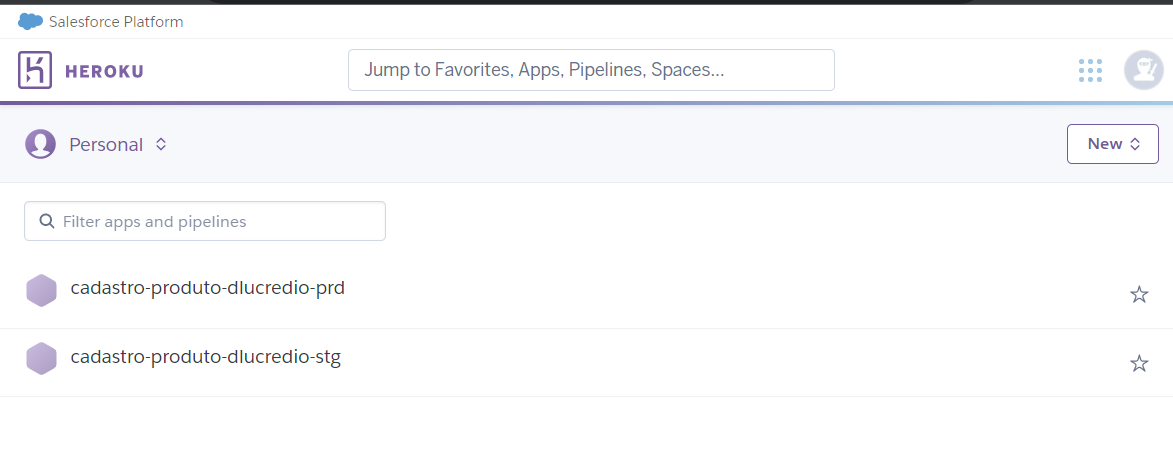 Salesforce Platform
HEROKU
Jump to Favorites, Apps, Pipelines, Spaces...
Personal
New
Filter apps and pipelines
cadastro-produto-dlucredio-prd
cadastro-produto-dlucredio-stg